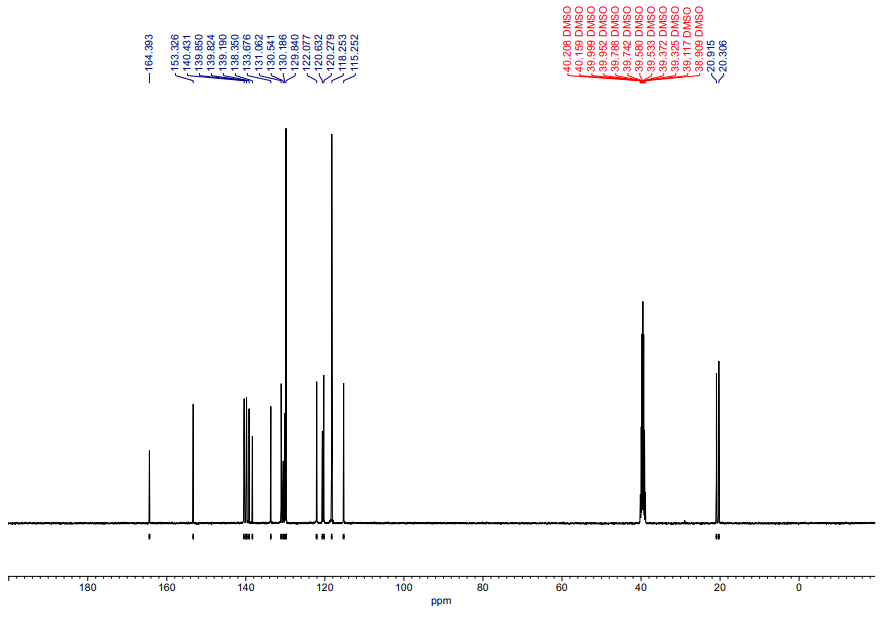 164.393
153.326
140.431
139.850
139.824
139.190
138.350
133.676
131.062
130.541
130.186
129.840
122.077
120.632
120.279
118.253
115.252
40.208 DMSO
40.159 DMSO
39.999 DMSO
39.952 DMSO
39.788 DMSO
39.742 DMSO
39.580 DMSO
39.533 DMSO
39.372 DMSO
39.325 DMSO
39.117 DMSO
38.909 DMSO
20.915
20.306
180 160 140 120 100 80 60 40 20 0
ppm